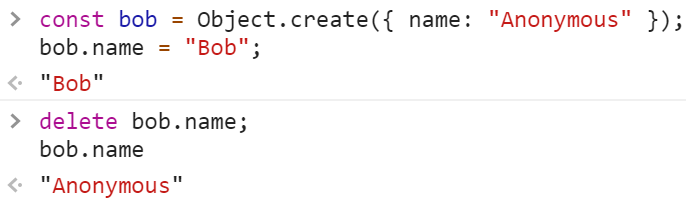 > const bob = Object.create({ name: "Anonymous" });
bob.name = "Bob";
"Bob"
> delete bob.name;
bob.name
"Anonymous"